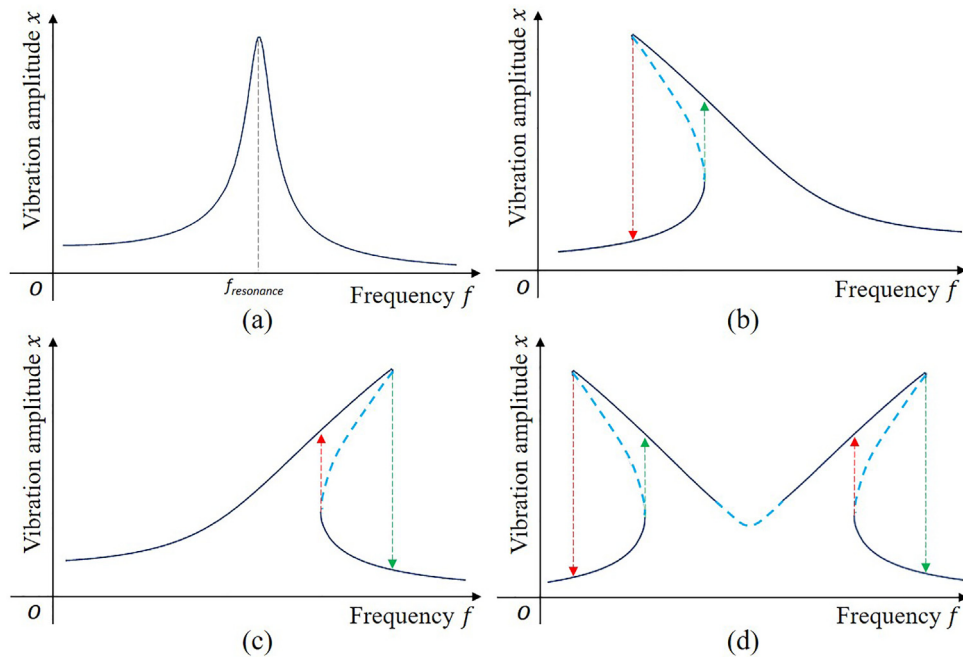 Vibration amplitude x
O
f_resonance
Frequency f
(a)
Vibration amplitude x
O
Frequency f
(b)
Vibration amplitude x
O
Frequency f
(c)
Vibration amplitude x
O
Frequency f
(d)